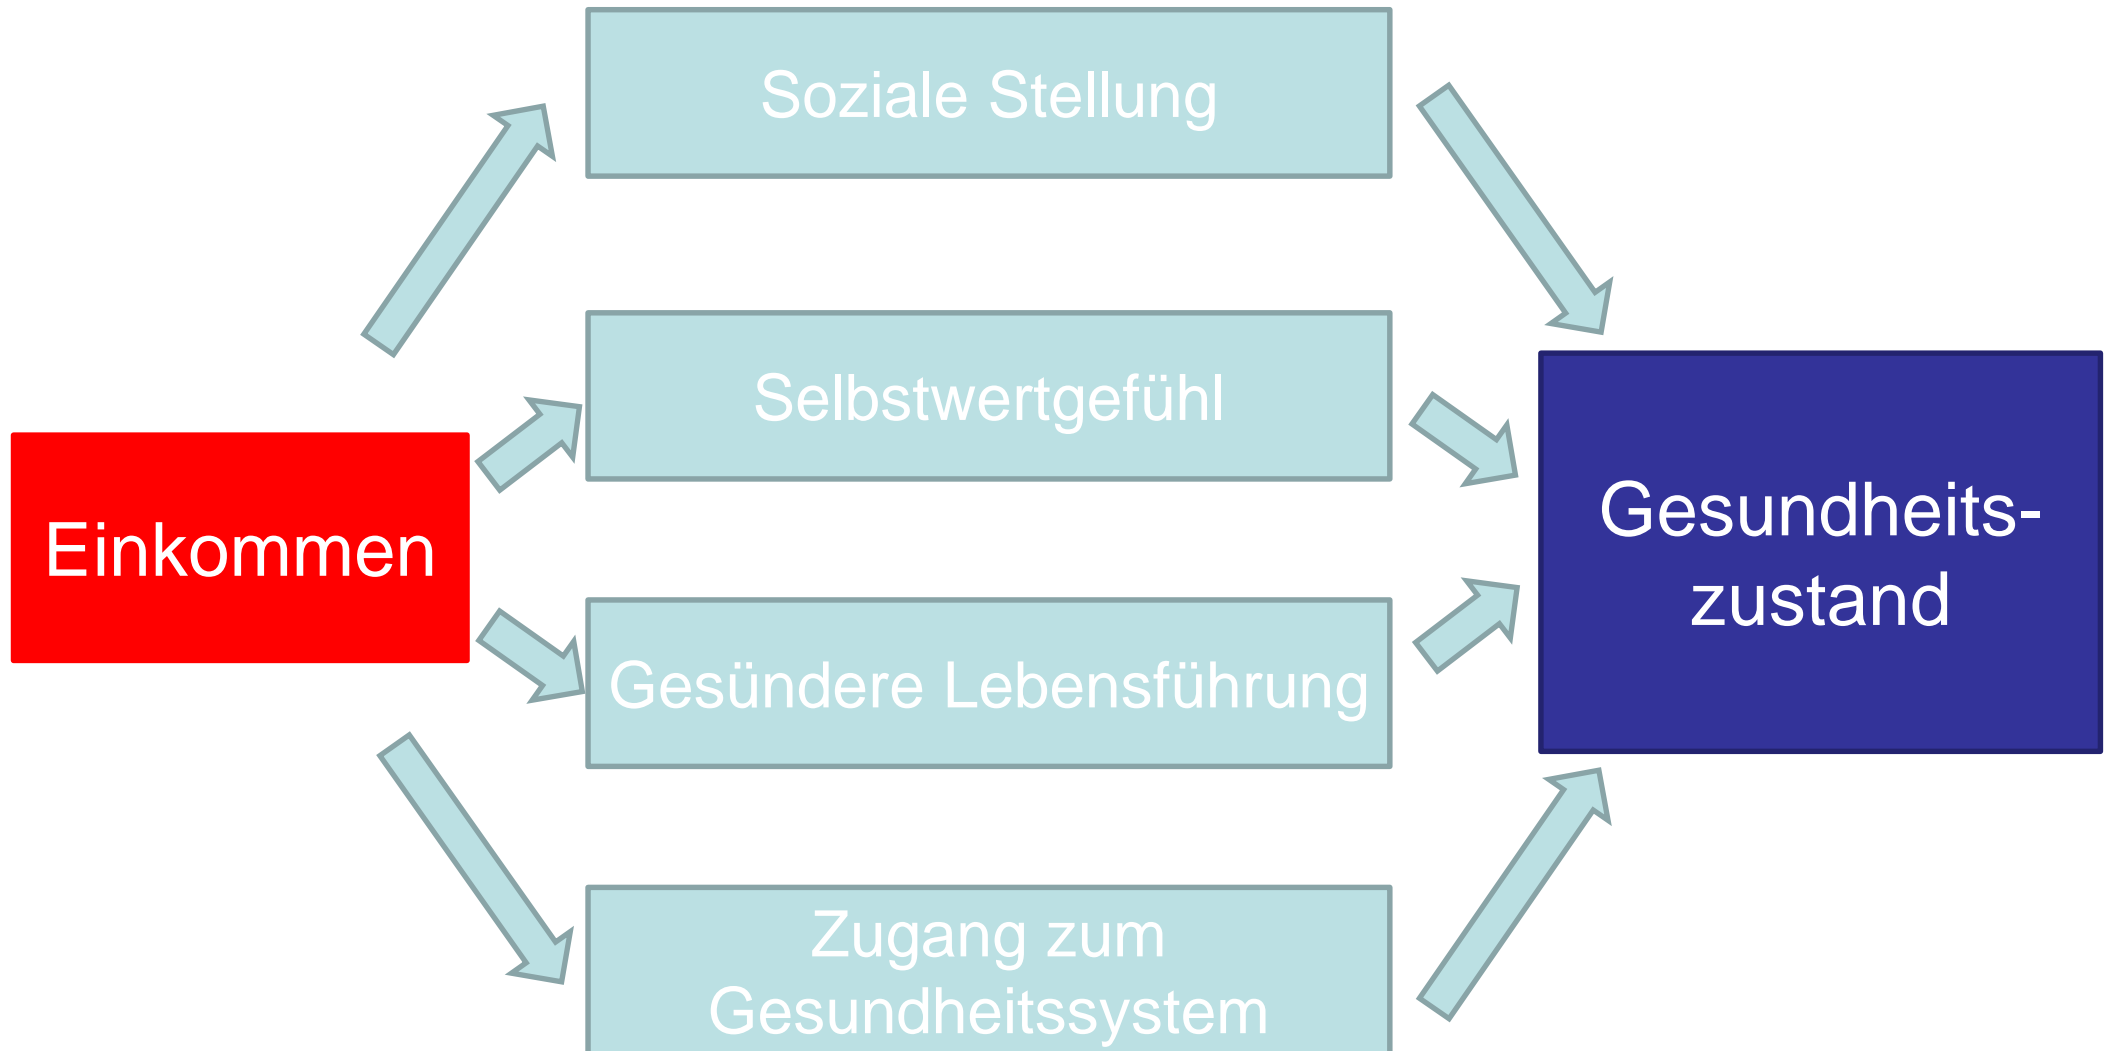 Soziale Stellung
Selbstwertgefühl
Einkommen
Gesundheits-
zustand
Gesündere Lebensführung
Zugang zum
Gesundheitssystem